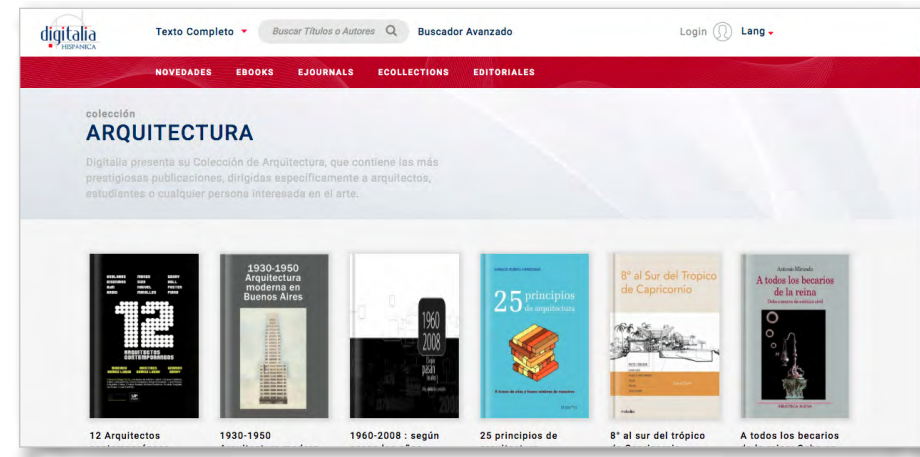 digitalia
HISPANICA
Texto Completo
Buscar Títulos o Autores
Buscador Avanzado
Login
Lang
NOVEDADES
EBOOKS
EJOURNALS
ECOLLECTIONS
EDITORIALES
colección
ARQUITECTURA
Digitalia presenta su Colección de Arquitectura, que contiene las más
prestigiosas publicaciones, dirigidas específicamente a arquitectos,
estudiantes o cualquier persona interesada en el arte.
12
ARQUITECTOS
CONTEMPORÁNEOS
1930-1950
Arquitectura
moderna en
Buenos Aires
1960
2008
25 principios
de arquitectura
8° al Sur del Tropico
de Capricornio
Antonio Miranda
A todos los becarios
de la reina
12 Arquitectos
1930-1950
1960-2008 : según
25 principios de
8° al sur del trópico
A todos los becarios